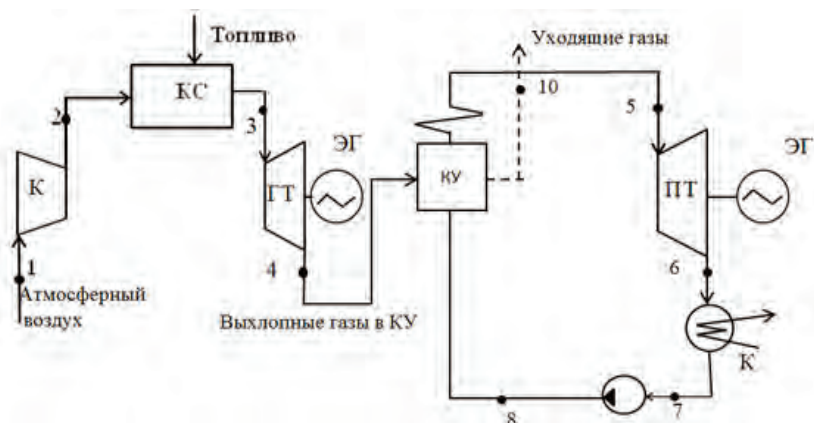 Топливо
Уходящие газы
КС
2
3
10
5
ЭГ
ЭГ
К
ГТ
КУ
ПТ
1
4
6
Атмосферный
воздух
Выхлопные газы в КУ
К
8
7